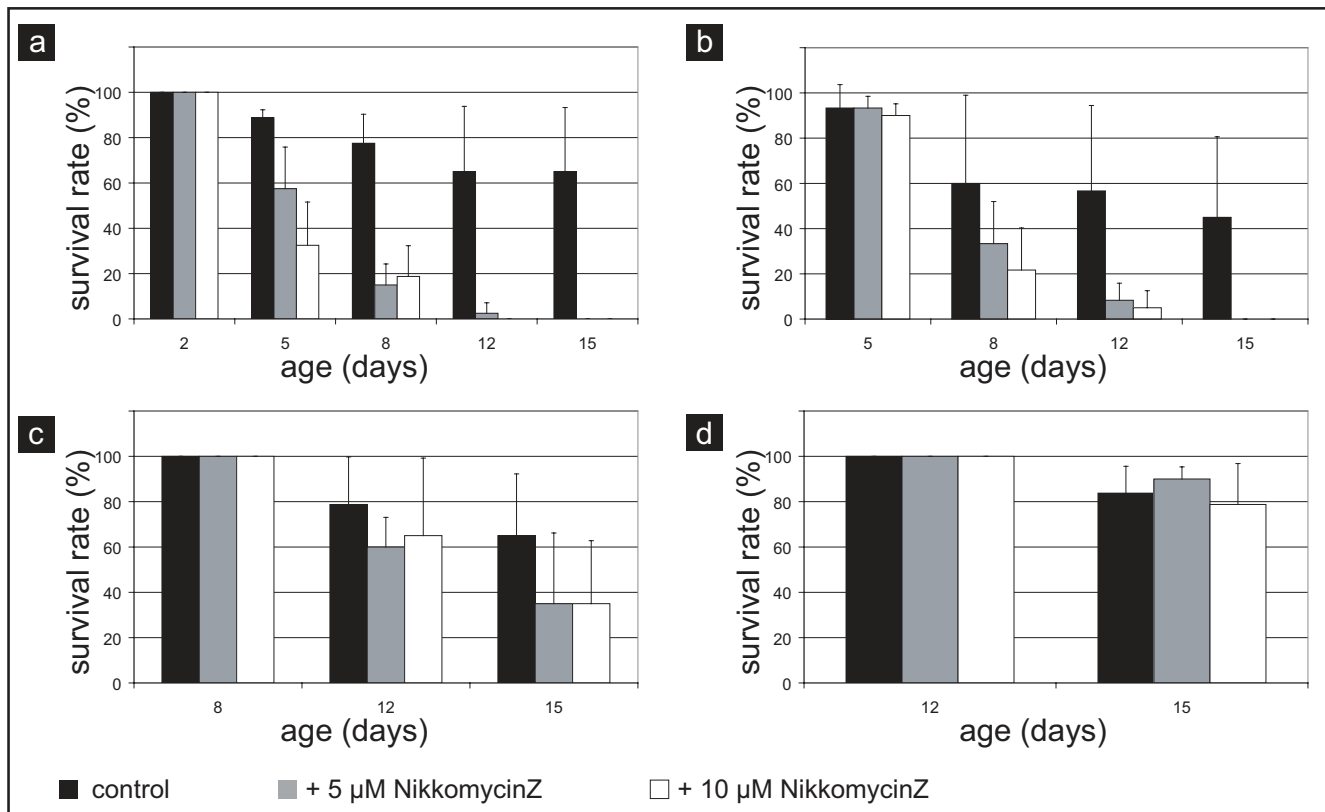 a
survival rate (%)
100
80
60
40
20
0
2 5 8 12 15
age (days)
b
survival rate (%)
100
80
60
40
20
0
5 8 12 15
age (days)
c
survival rate (%)
100
80
60
40
20
0
8 12 15
age (days)
d
survival rate (%)
100
80
60
40
20
0
12 15
age (days)
control + 5 µM NikkomycinZ + 10 µM NikkomycinZ